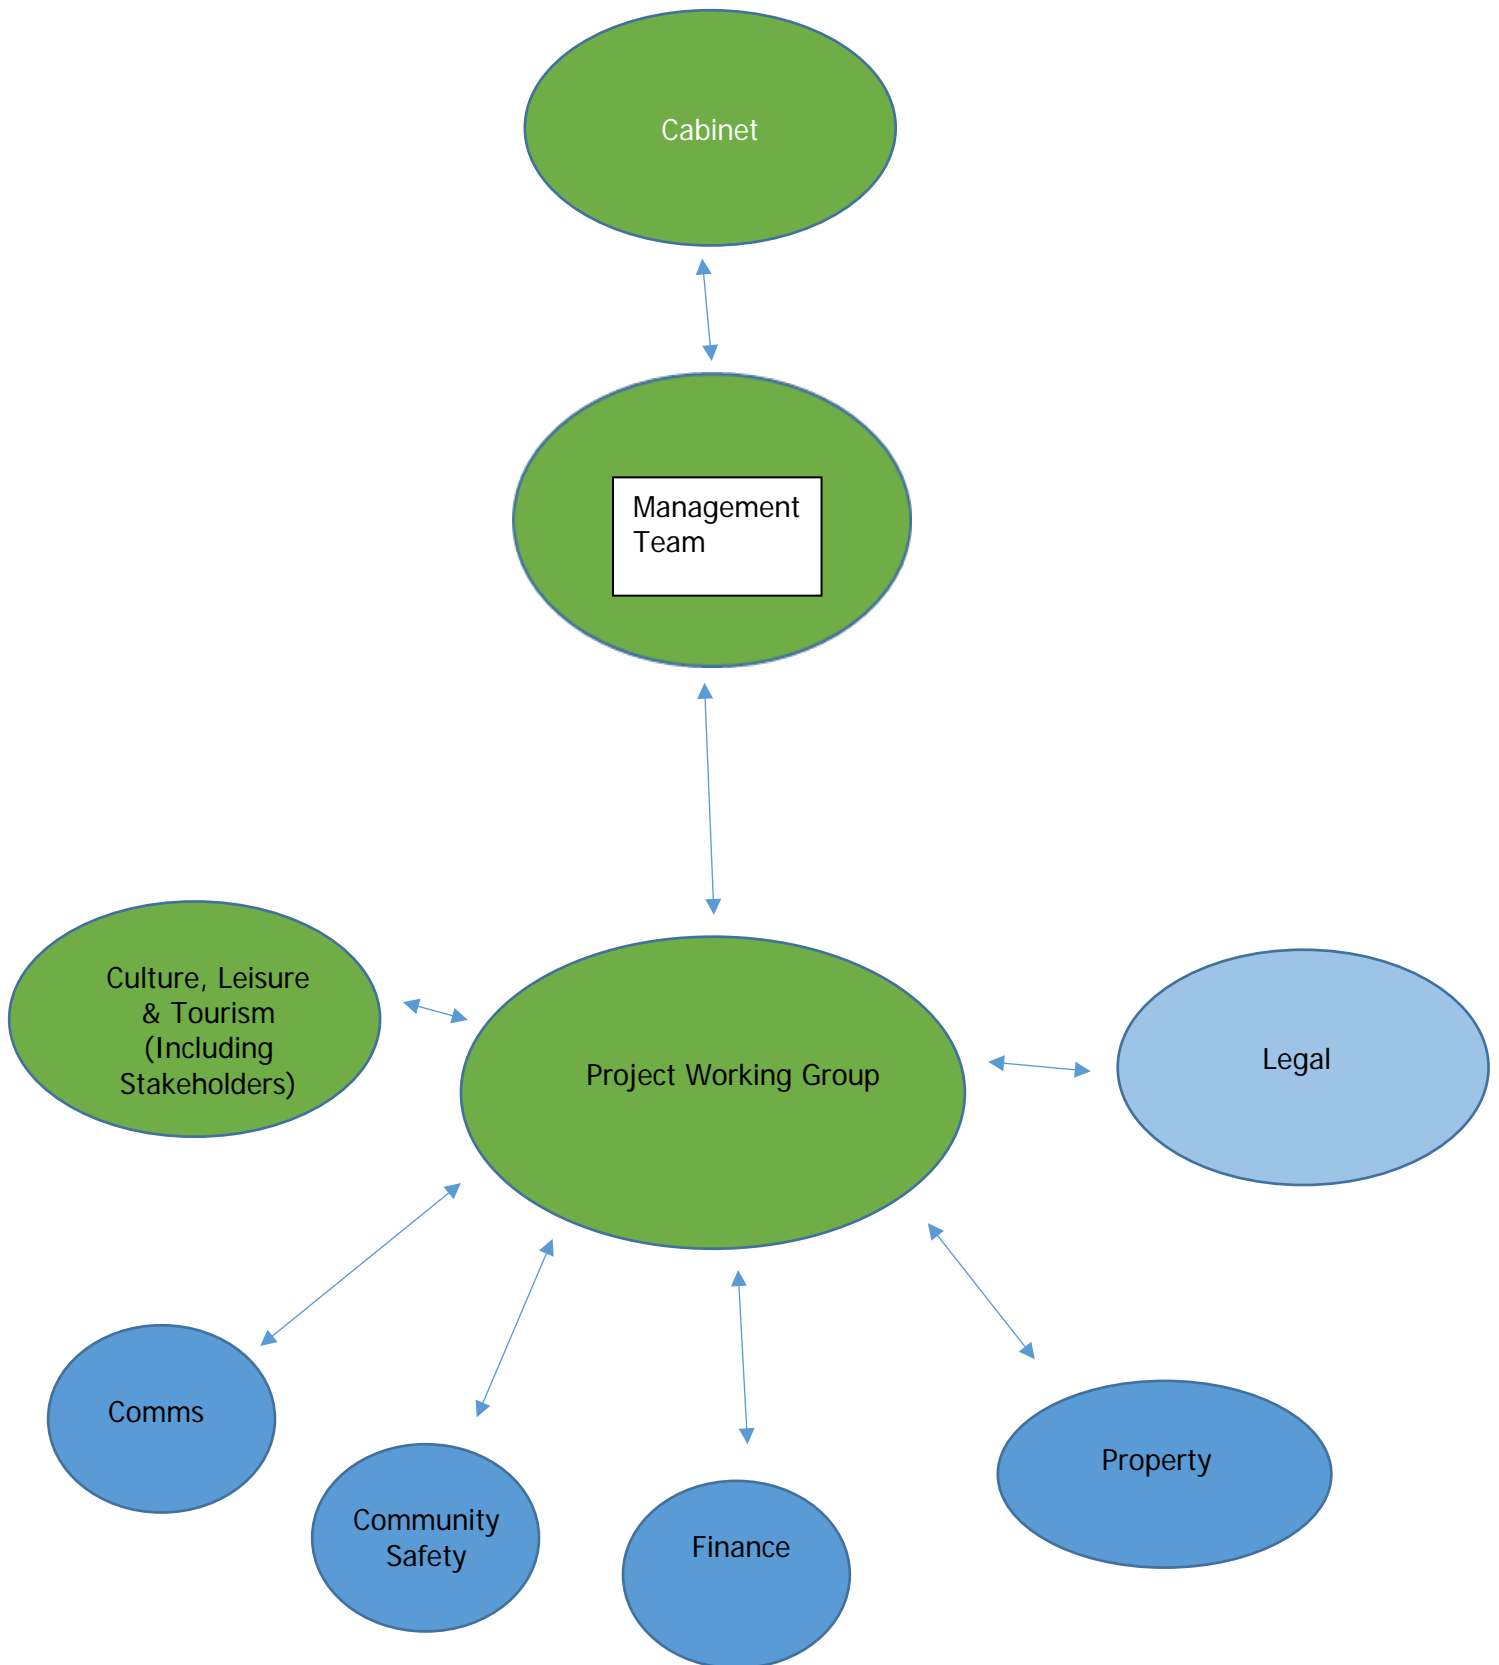 Cabinet
Management
Team
Culture, Leisure
& Tourism
(Including
Stakeholders)
Project Working Group
Legal
Comms
Community
Safety
Finance
Property